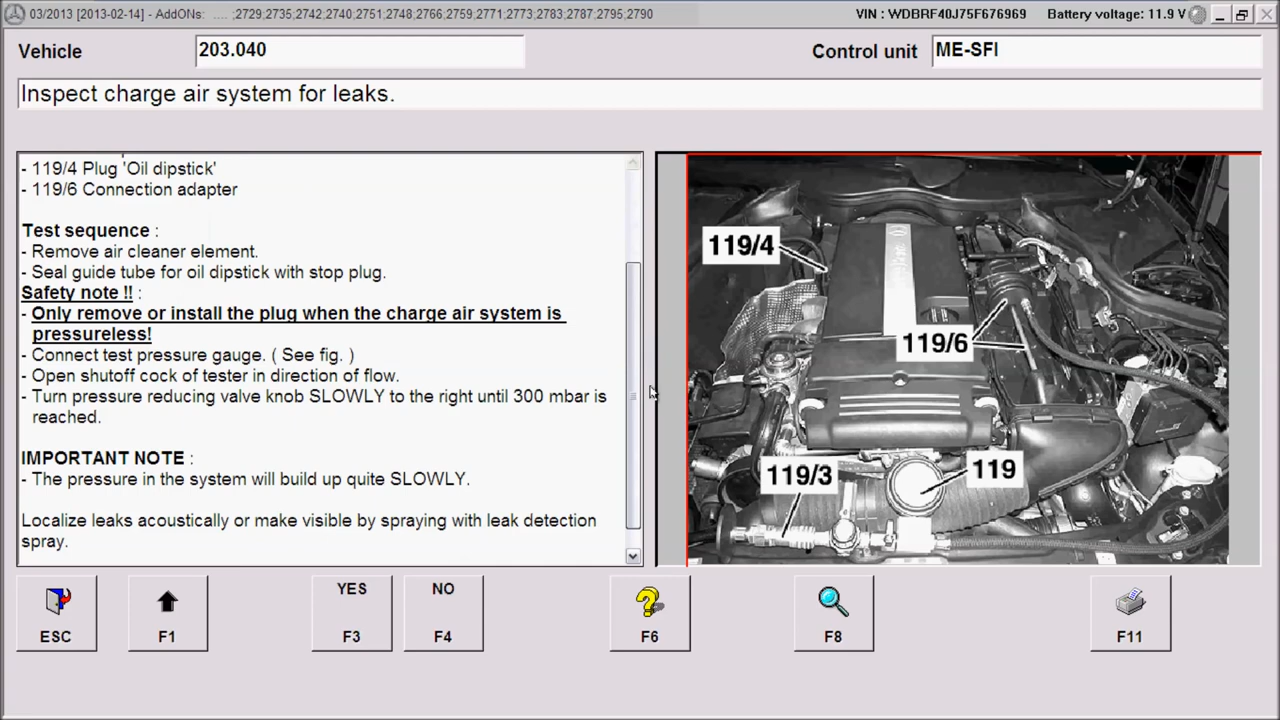 03/2013 [2013-02-14] - AddONs: .... ;2729;2735;2742;2740;2751;2748;2766;2759;2771;2773;2783;2787;2795;2790
VIN : WDBRF40J75F676969 Battery voltage: 11.9 V
Vehicle 203.040
Control unit ME-SFI
Inspect charge air system for leaks.
- 119/4 Plug 'Oil dipstick'
- 119/6 Connection adapter
Test sequence :
- Remove air cleaner element.
- Seal guide tube for oil dipstick with stop plug.
Safety note !! :
- Only remove or install the plug when the charge air system is
pressureless!
- Connect test pressure gauge. ( See fig. )
- Open shutoff cock of tester in direction of flow.
- Turn pressure reducing valve knob SLOWLY to the right until 300 mbar is
reached.
IMPORTANT NOTE :
- The pressure in the system will build up quite SLOWLY.
Localize leaks acoustically or make visible by spraying with leak detection
spray.
119/4
119/6
119/3
119
ESC
F1
YES
F3
NO
F4
F6
F8
F11